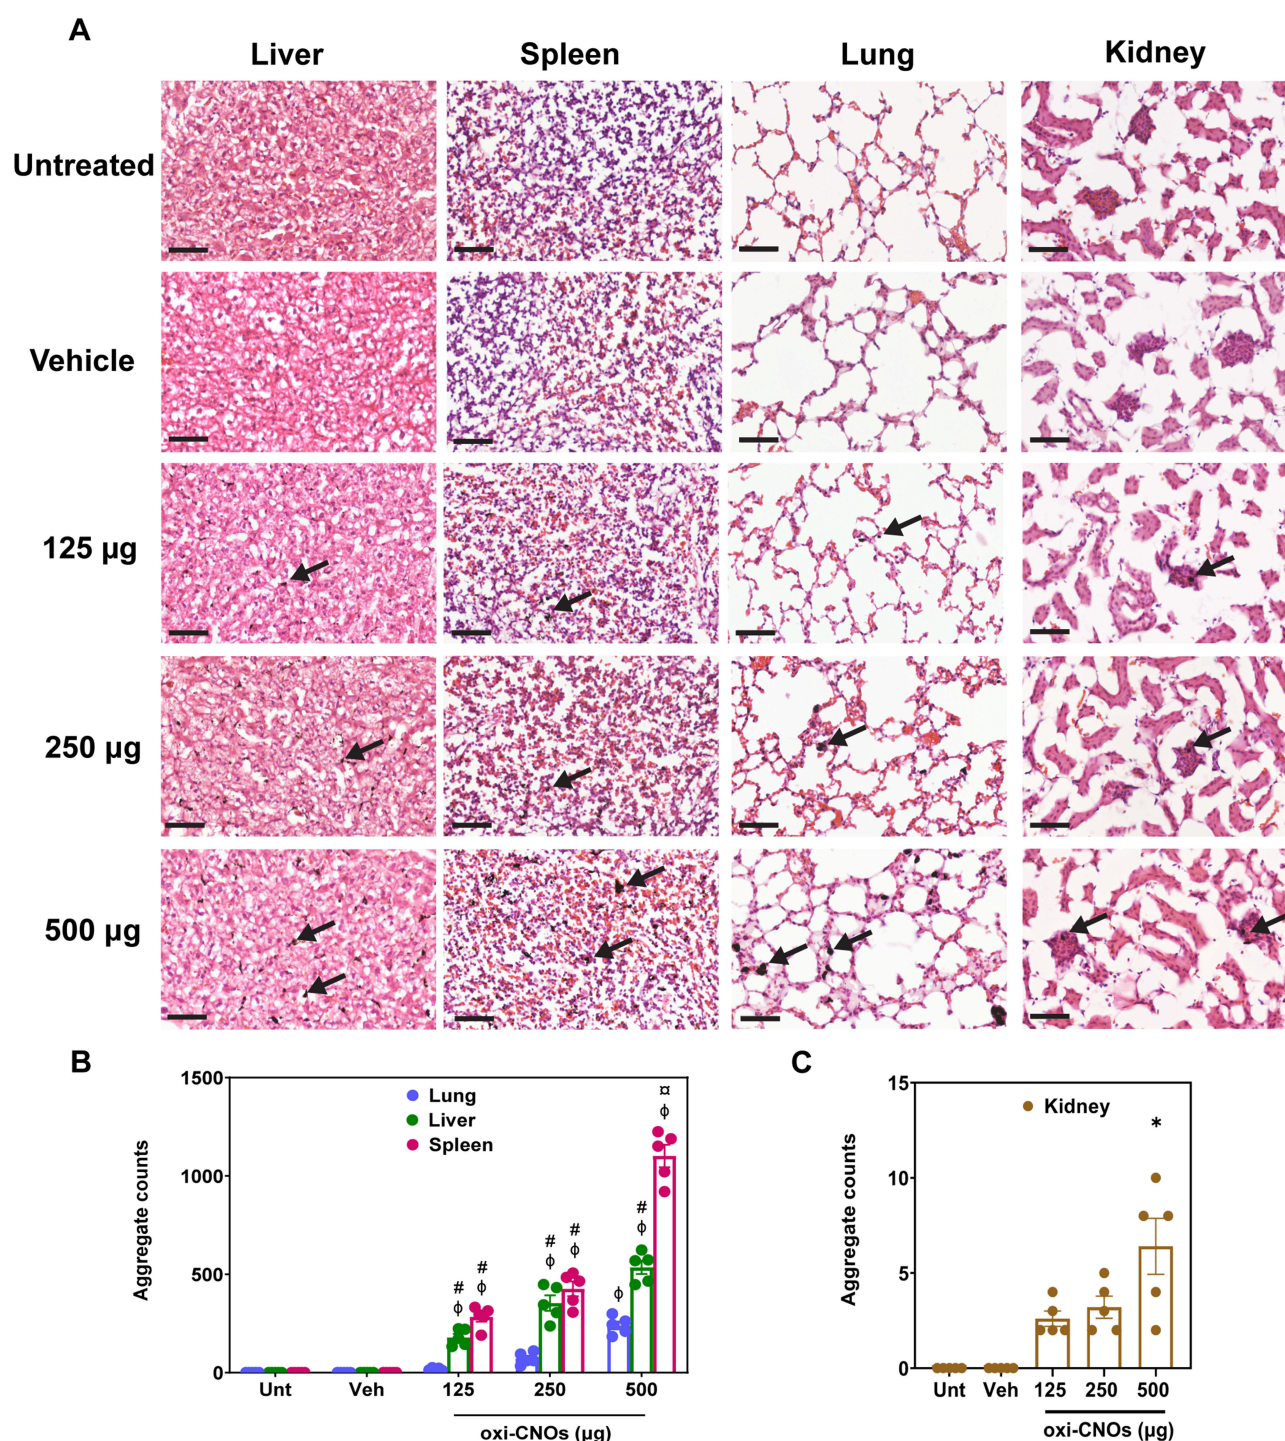 A
Liver Spleen Lung Kidney
Untreated
Vehicle
125 µg
250 µg
500 µg
B
Aggregate counts
1500
1000
500
0
Lung
Liver
Spleen
# ϕ
# ϕ
# ϕ
# ϕ
ϕ
# ϕ
¤ ϕ
Unt Veh 125 250 500
oxi-CNOs (µg)
C
Aggregate counts
15
10
5
0
Kidney
*
Unt Veh 125 250 500
oxi-CNOs (µg)